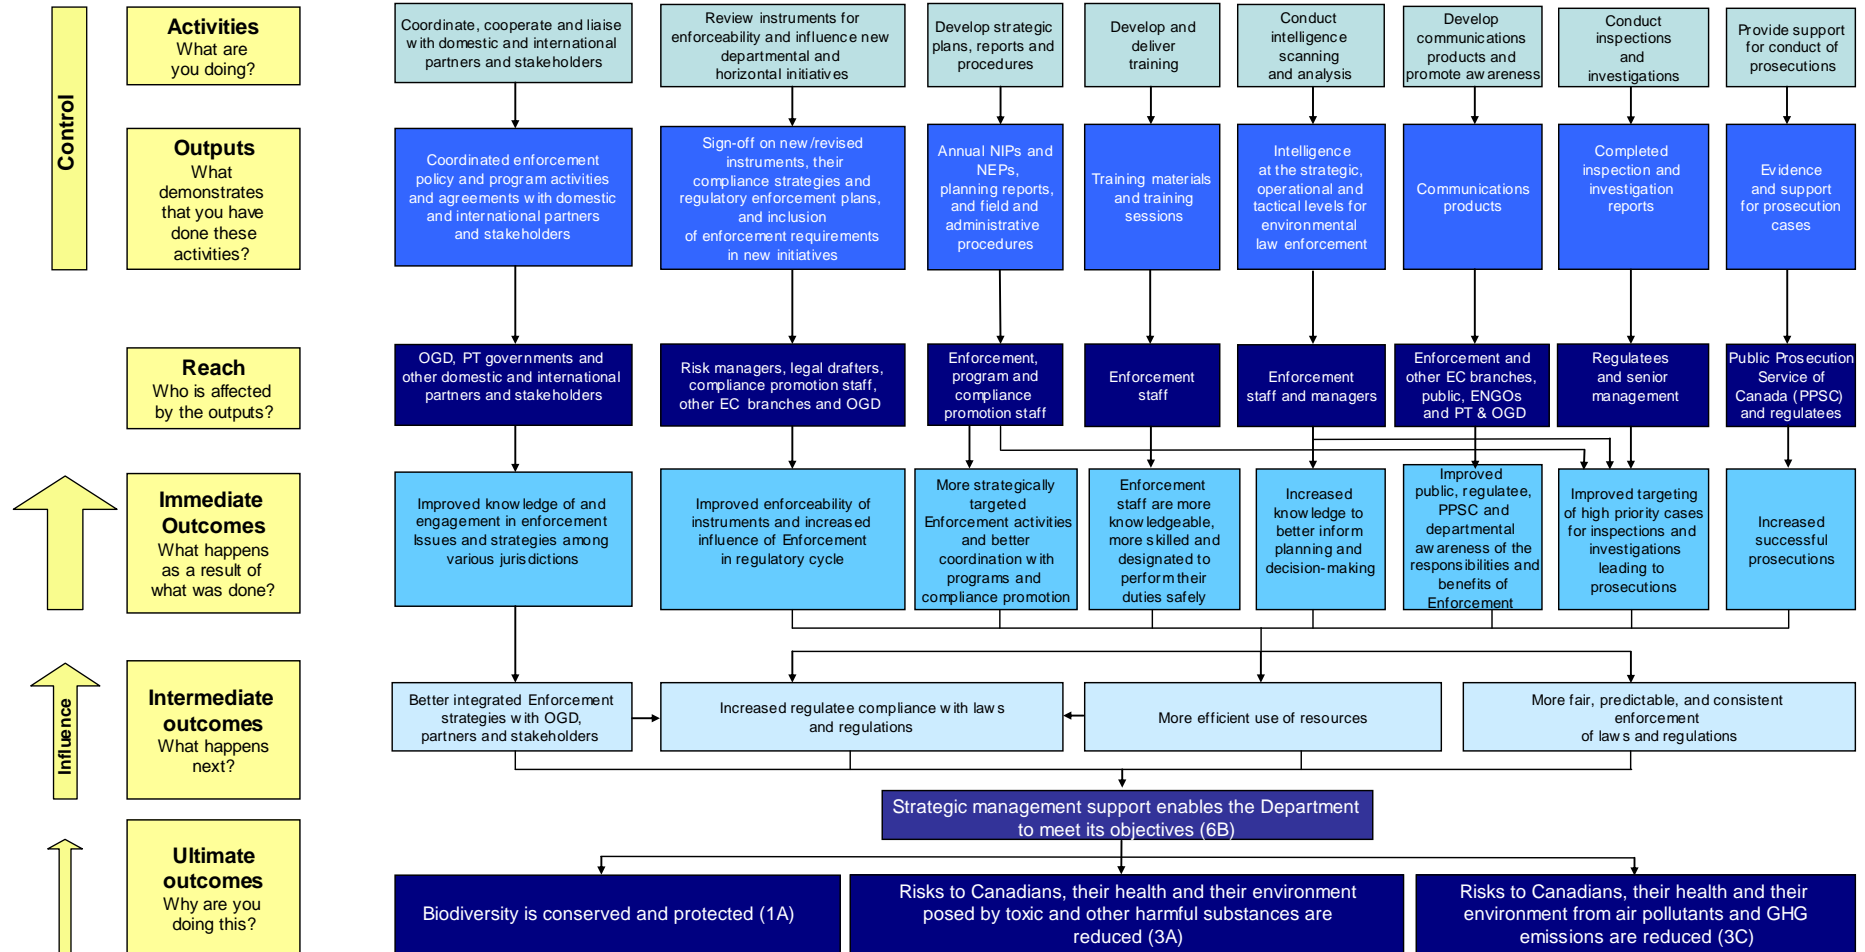 Activities
What are
you doing?
Coordinate, cooperate and liaise
with domestic and international
partners and stakeholders
Review instruments for
enforceability and influence new
departmental and
horizontal initiatives
Develop strategic
plans, reports and
procedures
Develop and
deliver
training
Conduct
intelligence
scanning
and analysis
Develop
communications
products and
promote awareness
Conduct
inspections
and
investigations
Provide support
for conduct of
prosecutions
Control
Outputs
What
demonstrates
that you have
done these
activities?
Coordinated enforcement
policy and program activities
and agreements with domestic
and international partners
and stakeholders
Sign-off on new/revised
instruments, their
compliance strategies and
regulatory enforcement plans,
and inclusion
of enforcement requirements
in new initiatives
Annual NIPs and
NEPs,
planning reports,
and field and
administrative
procedures
Training materials
and training
sessions
Intelligence
at the strategic,
operational and
tactical levels for
environmental
law enforcement
Communications
products
Completed
inspection and
investigation
reports
Evidence
and support
for prosecution
cases
Reach
Who is affected
by the outputs?
OGD, PT governments and
other domestic and international
partners and stakeholders
Risk managers, legal drafters,
compliance promotion staff,
other EC branches and OGD
Enforcement,
program and
compliance
promotion staff
Enforcement
staff
Enforcement
staff and managers
Enforcement and
other EC branches,
public, ENGOs
and PT & OGD
Regulatees
and senior
management
Public Prosecution
Service of
Canada (PPSC)
and regulatees
Immediate
Outcomes
What happens
as a result of
what was done?
Improved knowledge of and
engagement in enforcement
Issues and strategies among
various jurisdictions
Improved enforceability of
instruments and increased
influence of Enforcement
in regulatory cycle
More strategically
targeted
Enforcement activities
and better
coordination with
programs and
compliance promotion
Enforcement
staff are more
knowledgeable,
more skilled and
designated to
perform their
duties safely
Increased
knowledge to
better inform
planning and
decision-making
Improved
public, regulatee,
PPSC and
departmental
awareness of the
responsibilities and
benefits of
Enforcement
Improved targeting
of high priority cases
for inspections and
investigations
leading to
prosecutions
Increased
successful
prosecutions
Influence
Intermediate
outcomes
What happens
next?
Better integrated Enforcement
strategies with OGD,
partners and stakeholders
Increased regulatee compliance with laws
and regulations
More efficient use of resources
More fair, predictable, and consistent
enforcement
of laws and regulations
Strategic management support enables the Department
to meet its objectives (6B)
Ultimate
outcomes
Why are you
doing this?
Biodiversity is conserved and protected (1A)
Risks to Canadians, their health and their environment
posed by toxic and other harmful substances are
reduced (3A)
Risks to Canadians, their health and their
environment from air pollutants and GHG
emissions are reduced (3C)